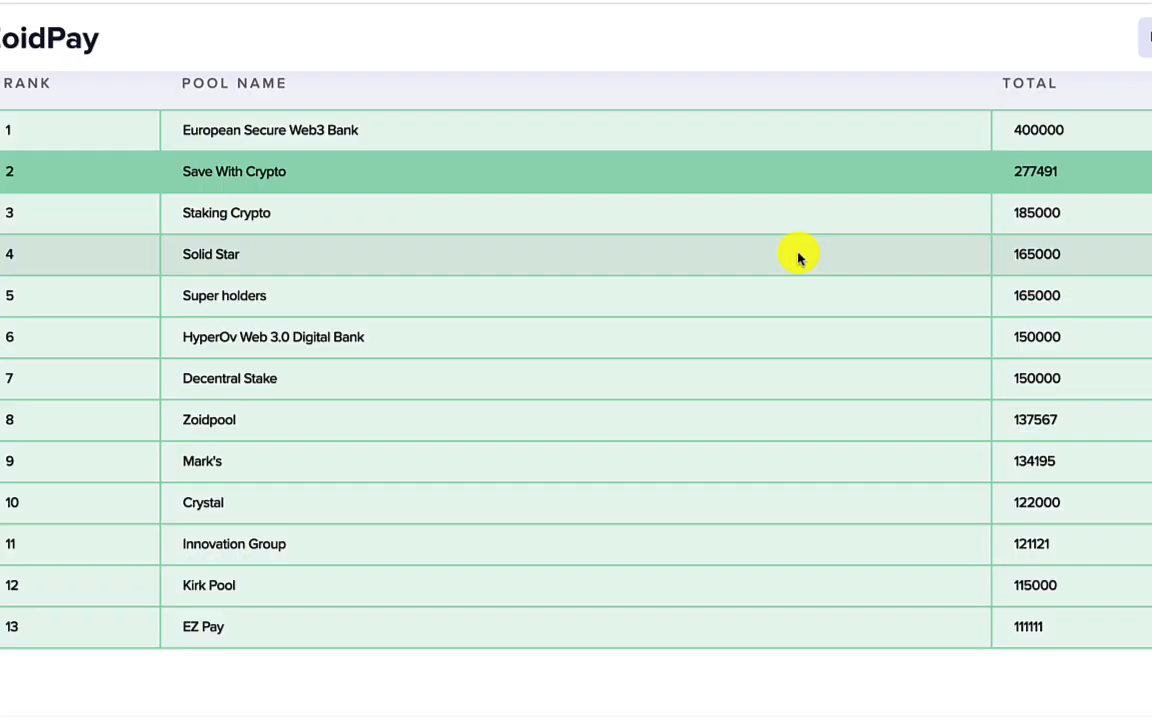 oidPay
RANK POOL NAME TOTAL
1 European Secure Web3 Bank 400000
2 Save With Crypto 277491
3 Staking Crypto 185000
4 Solid Star 165000
5 Super holders 165000
6 HyperOv Web 3.0 Digital Bank 150000
7 Decentral Stake 150000
8 Zoidpool 137567
9 Mark's 134195
10 Crystal 122000
11 Innovation Group 121121
12 Kirk Pool 115000
13 EZ Pay 111111